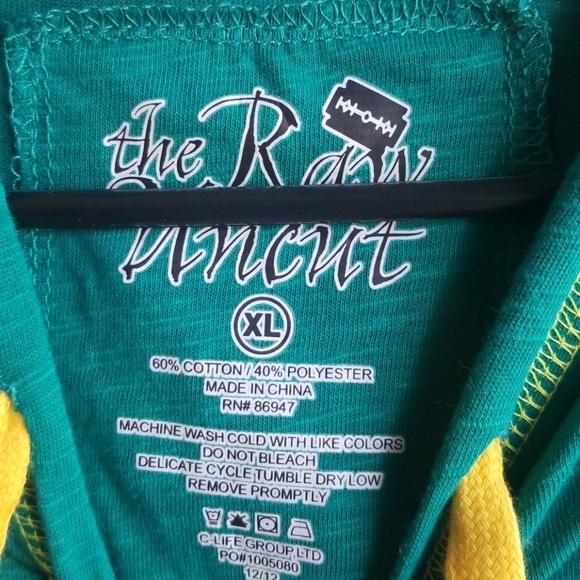 the Raw
Uncut
XL
60% COTTON / 40% POLYESTER
MADE IN CHINA
RN# 86947
MACHINE WASH COLD WITH LIKE COLORS
DO NOT BLEACH
DELICATE CYCLE TUMBLE DRY LOW
REMOVE PROMPTLY
C-LIFE GROUP, LTD
PO#1005080
12/12